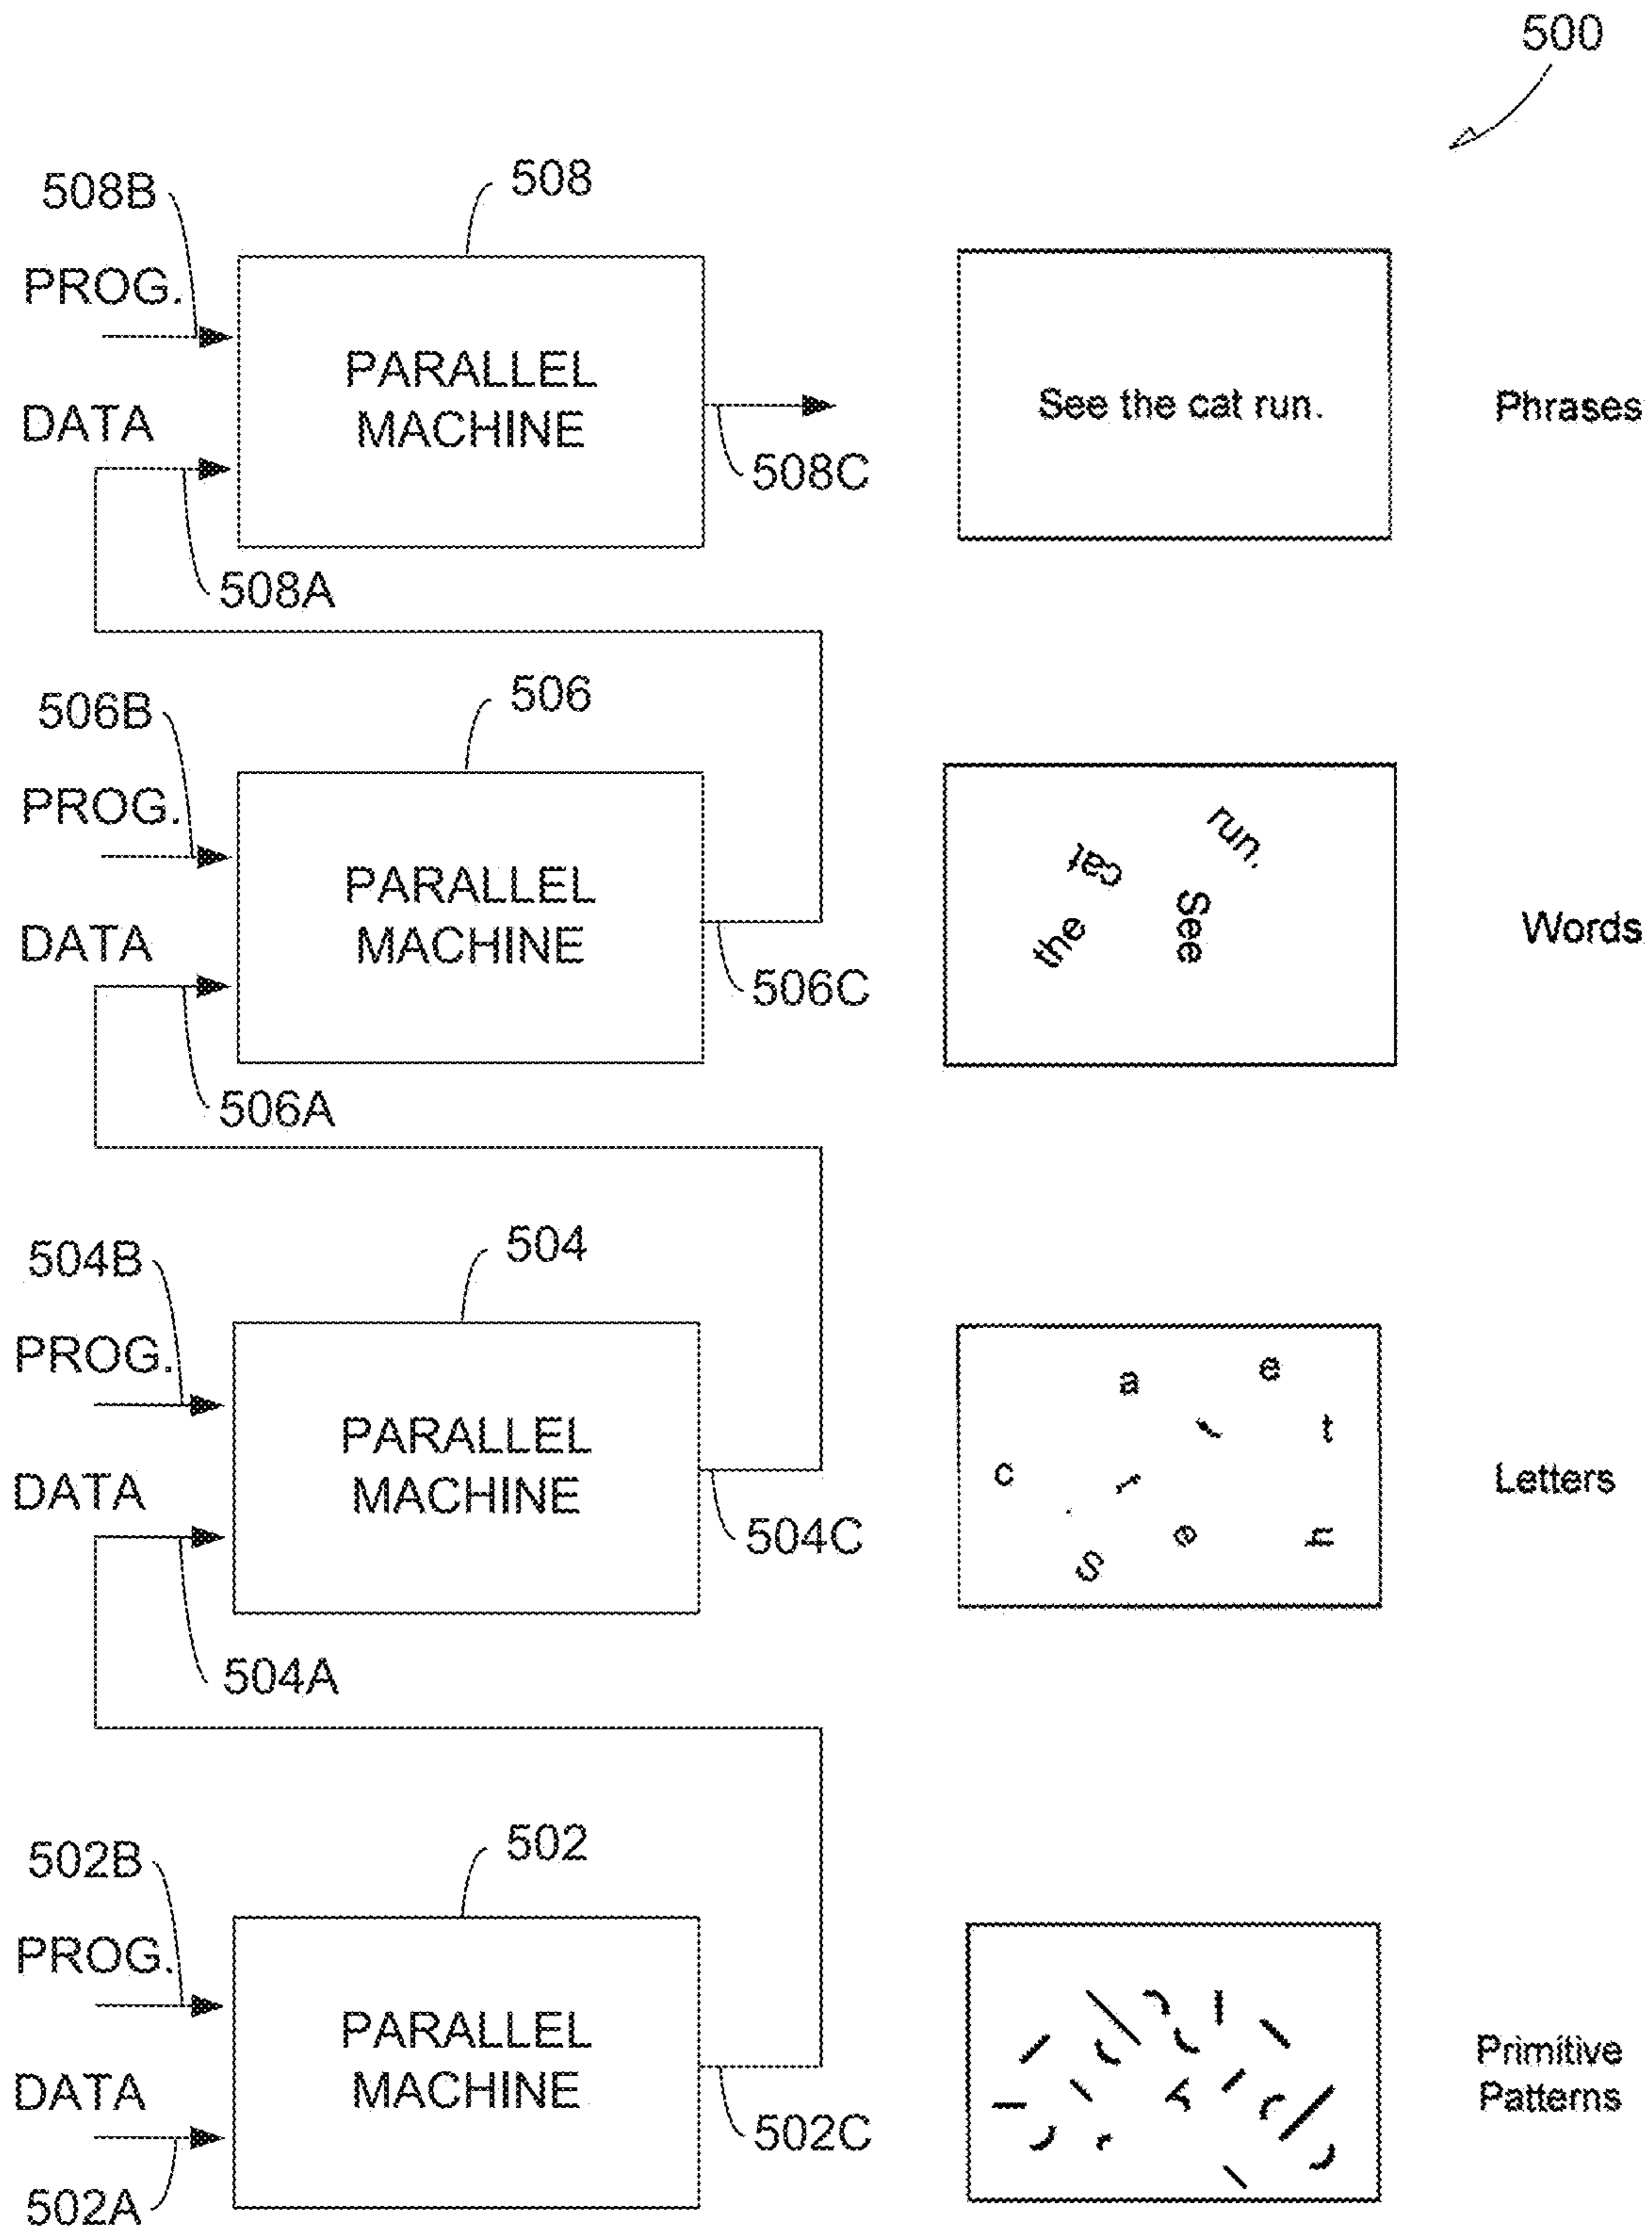 500
508B
508
PROG.
PARALLEL
MACHINE
DATA
508C
508A
See the cat run.
Phrases
506B
506
PROG.
PARALLEL
MACHINE
DATA
506C
506A
run.
cat
See
the
Words
504B
504
PROG.
PARALLEL
MACHINE
DATA
504C
504A
a
e
t
c
e
S
Letters
502B
502
PROG.
PARALLEL
MACHINE
DATA
502C
502A
Primitive
Patterns